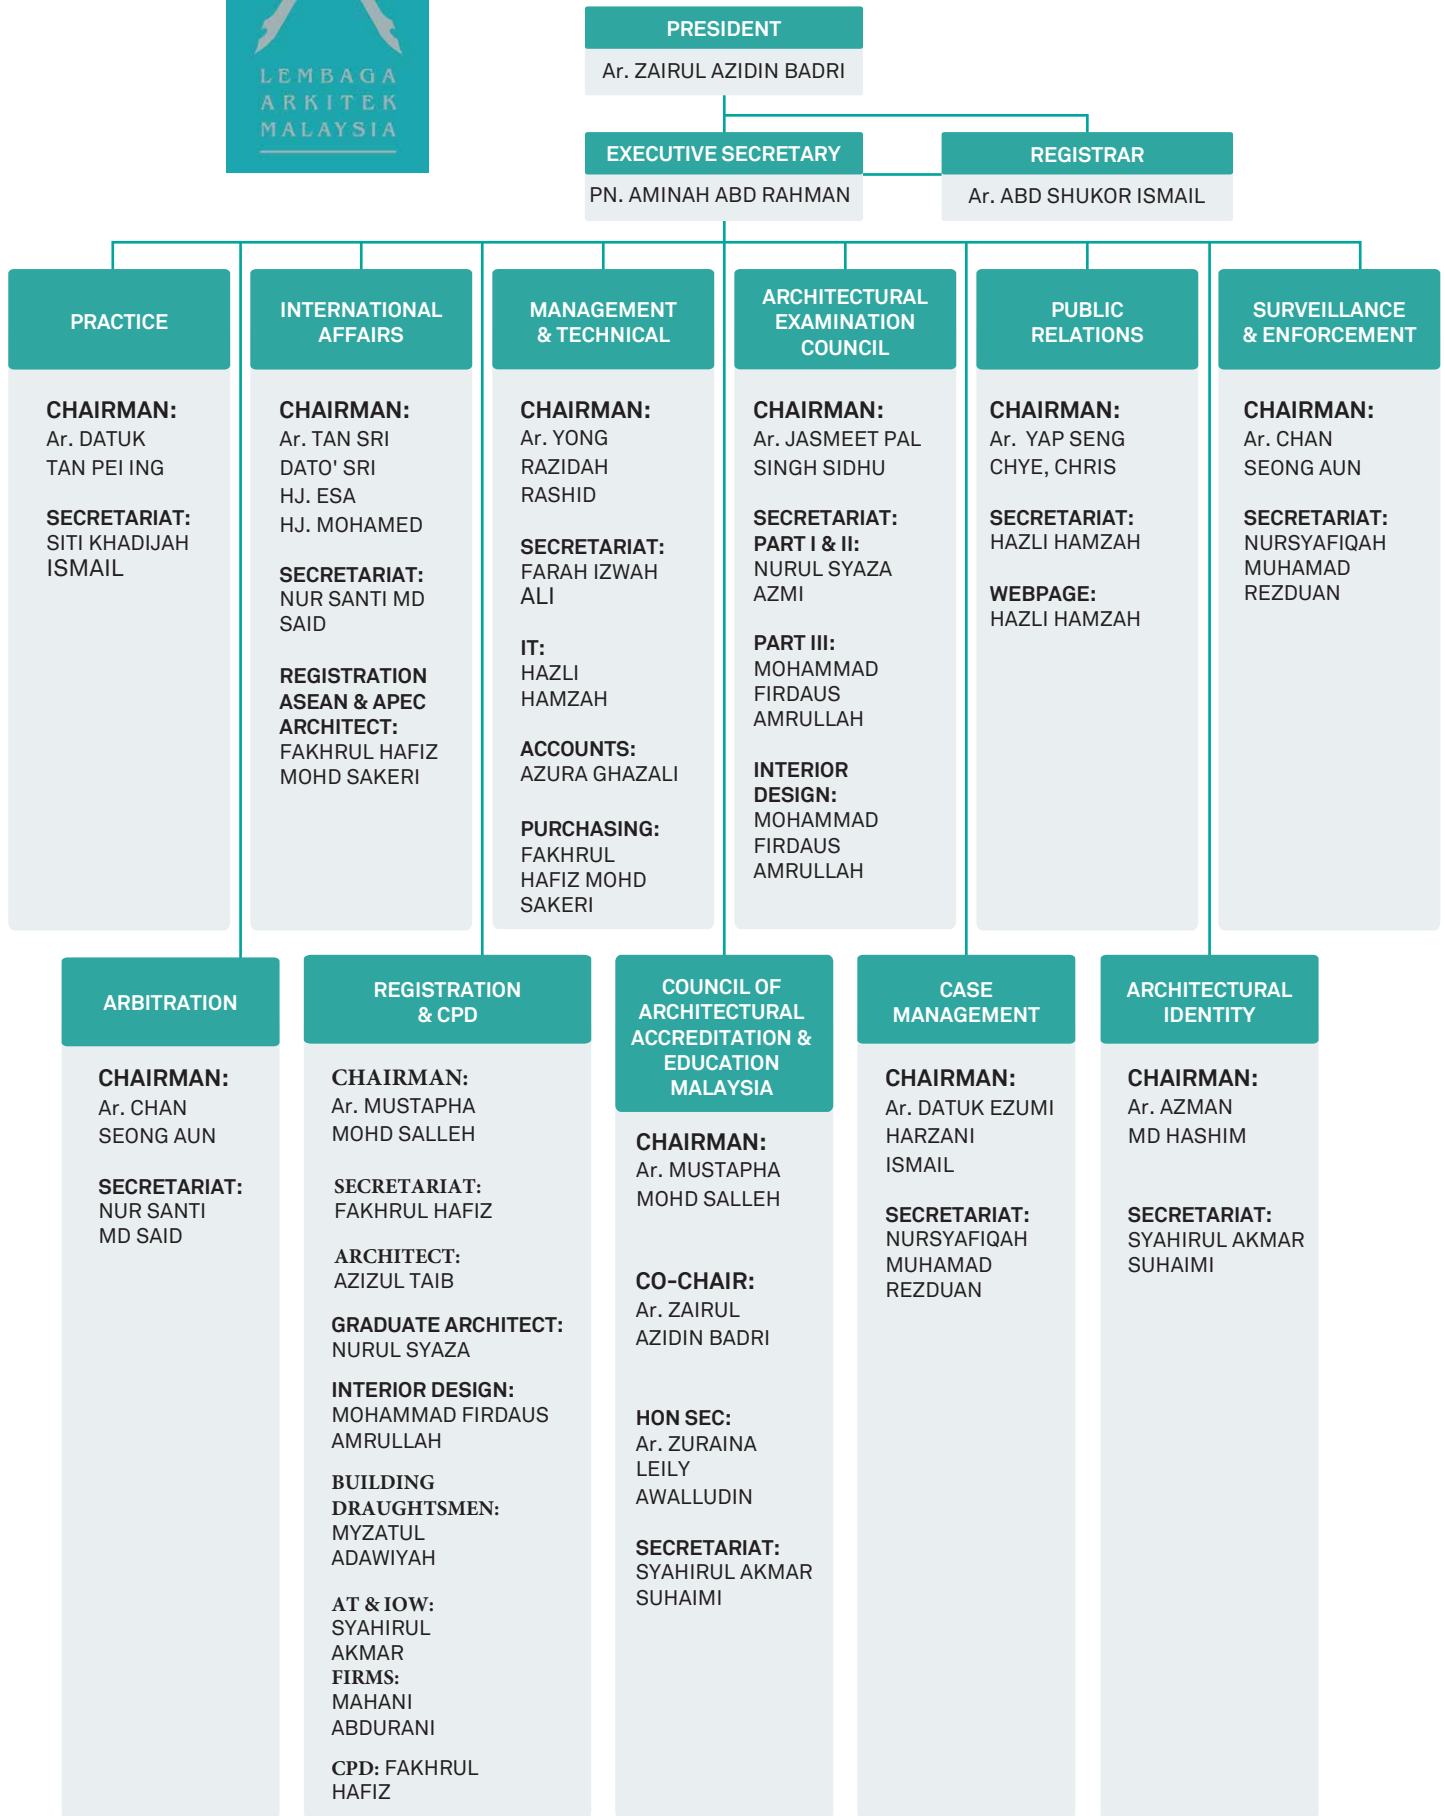 LEMBAGA
ARKITEK
MALAYSIA
PRESIDENT
Ar. ZAIRUL AZIDIN BADRI
EXECUTIVE SECRETARY
PN. AMINAH ABD RAHMAN
REGISTRAR
Ar. ABD SHUKOR ISMAIL
PRACTICE
CHAIRMAN:
Ar. DATUK
TAN PEI ING
SECRETARIAT:
SITI KHADIJAH
ISMAIL
INTERNATIONAL
AFFAIRS
CHAIRMAN:
Ar. TAN SRI
DATO' SRI
HJ. ESA
HJ. MOHAMED
SECRETARIAT:
NUR SANTI MD
SAID
REGISTRATION
ASEAN & APEC
ARCHITECT:
FAKHRUL HAFIZ
MOHD SAKERI
MANAGEMENT
& TECHNICAL
CHAIRMAN:
Ar. YONG
RAZIDAH
RASHID
SECRETARIAT:
FARAH IZWAH
ALI
IT:
HAZLI
HAMZAH
ACCOUNTS:
AZURA GHAZALI
PURCHASING:
FAKHRUL
HAFIZ MOHD
SAKERI
ARCHITECTURAL
EXAMINATION
COUNCIL
CHAIRMAN:
Ar. JASMEET PAL
SINGH SIDHU
SECRETARIAT:
PART I & II:
NURUL SYAZA
AZMI
PART III:
MOHAMMAD
FIRDAUS
AMRULLAH
INTERIOR
DESIGN:
MOHAMMAD
FIRDAUS
AMRULLAH
PUBLIC
RELATIONS
CHAIRMAN:
Ar. YAP SENG
CHYE, CHRIS
SECRETARIAT:
HAZLI HAMZAH
WEBPAGE:
HAZLI HAMZAH
SURVEILLANCE
& ENFORCEMENT
CHAIRMAN:
Ar. CHAN
SEONG AUN
SECRETARIAT:
NURSYAFIQAH
MUHAMAD
REZDUAN
ARBITRATION
CHAIRMAN:
Ar. CHAN
SEONG AUN
SECRETARIAT:
NUR SANTI
MD SAID
REGISTRATION
& CPD
CHAIRMAN:
Ar. MUSTAPHA
MOHD SALLEH
SECRETARIAT:
FAKHRUL HAFIZ
ARCHITECT:
AZIZUL TAIB
GRADUATE ARCHITECT:
NURUL SYAZA
INTERIOR DESIGN:
MOHAMMAD FIRDAUS
AMRULLAH
BUILDING
DRAUGHTSMEN:
MYZATUL
ADAWIYAH
AT & IOW:
SYAHIRUL
AKMAR
FIRMS:
MAHANI
ABDURANI
CPD: FAKHRUL
HAFIZ
COUNCIL OF
ARCHITECTURAL
ACCREDITATION &
EDUCATION
MALAYSIA
CHAIRMAN:
Ar. MUSTAPHA
MOHD SALLEH
CO-CHAIR:
Ar. ZAIRUL
AZIDIN BADRI
HON SEC:
Ar. ZURAINA
LEILY
AWALLUDIN
SECRETARIAT:
SYAHIRUL AKMAR
SUHAIMI
CASE
MANAGEMENT
CHAIRMAN:
Ar. DATUK EZUMI
HARZANI
ISMAIL
SECRETARIAT:
NURSYAFIQAH
MUHAMAD
REZDUAN
ARCHITECTURAL
IDENTITY
CHAIRMAN:
Ar. AZMAN
MD HASHIM
SECRETARIAT:
SYAHIRUL AKMAR
SUHAIMI